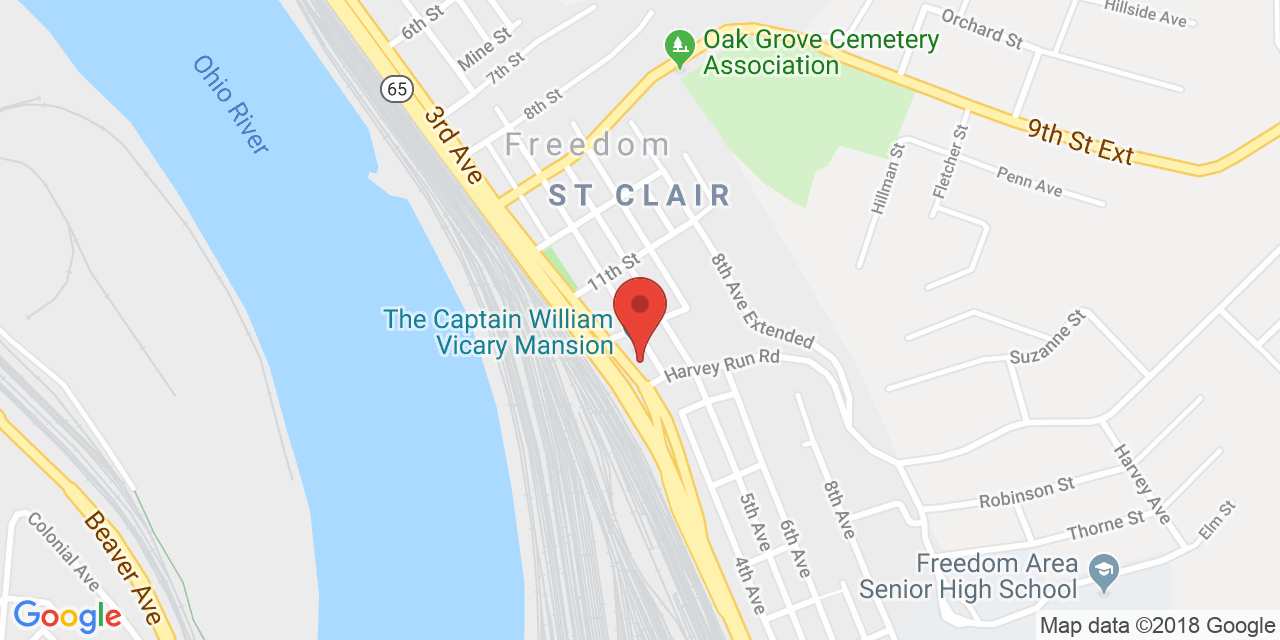 6th St
Mine St
7th St
8th St
65
3rd Ave
Ohio River
Oak Grove Cemetery
Association
Orchard St
Hillside Ave
9th St Ext
Freedom
ST CLAIR
Hillman St
Fletcher St
Penn Ave
11th St
8th Ave Extended
The Captain William
Vicary Mansion
Harvey Run Rd
Suzanne St
Harvey Ave
Robinson St
Thorne St
Elm St
8th Ave
5th Ave
6th Ave
4th Ave
Freedom Area
Senior High School
Colonial Ave
Beaver Ave
Google
Map data ©2018 Google